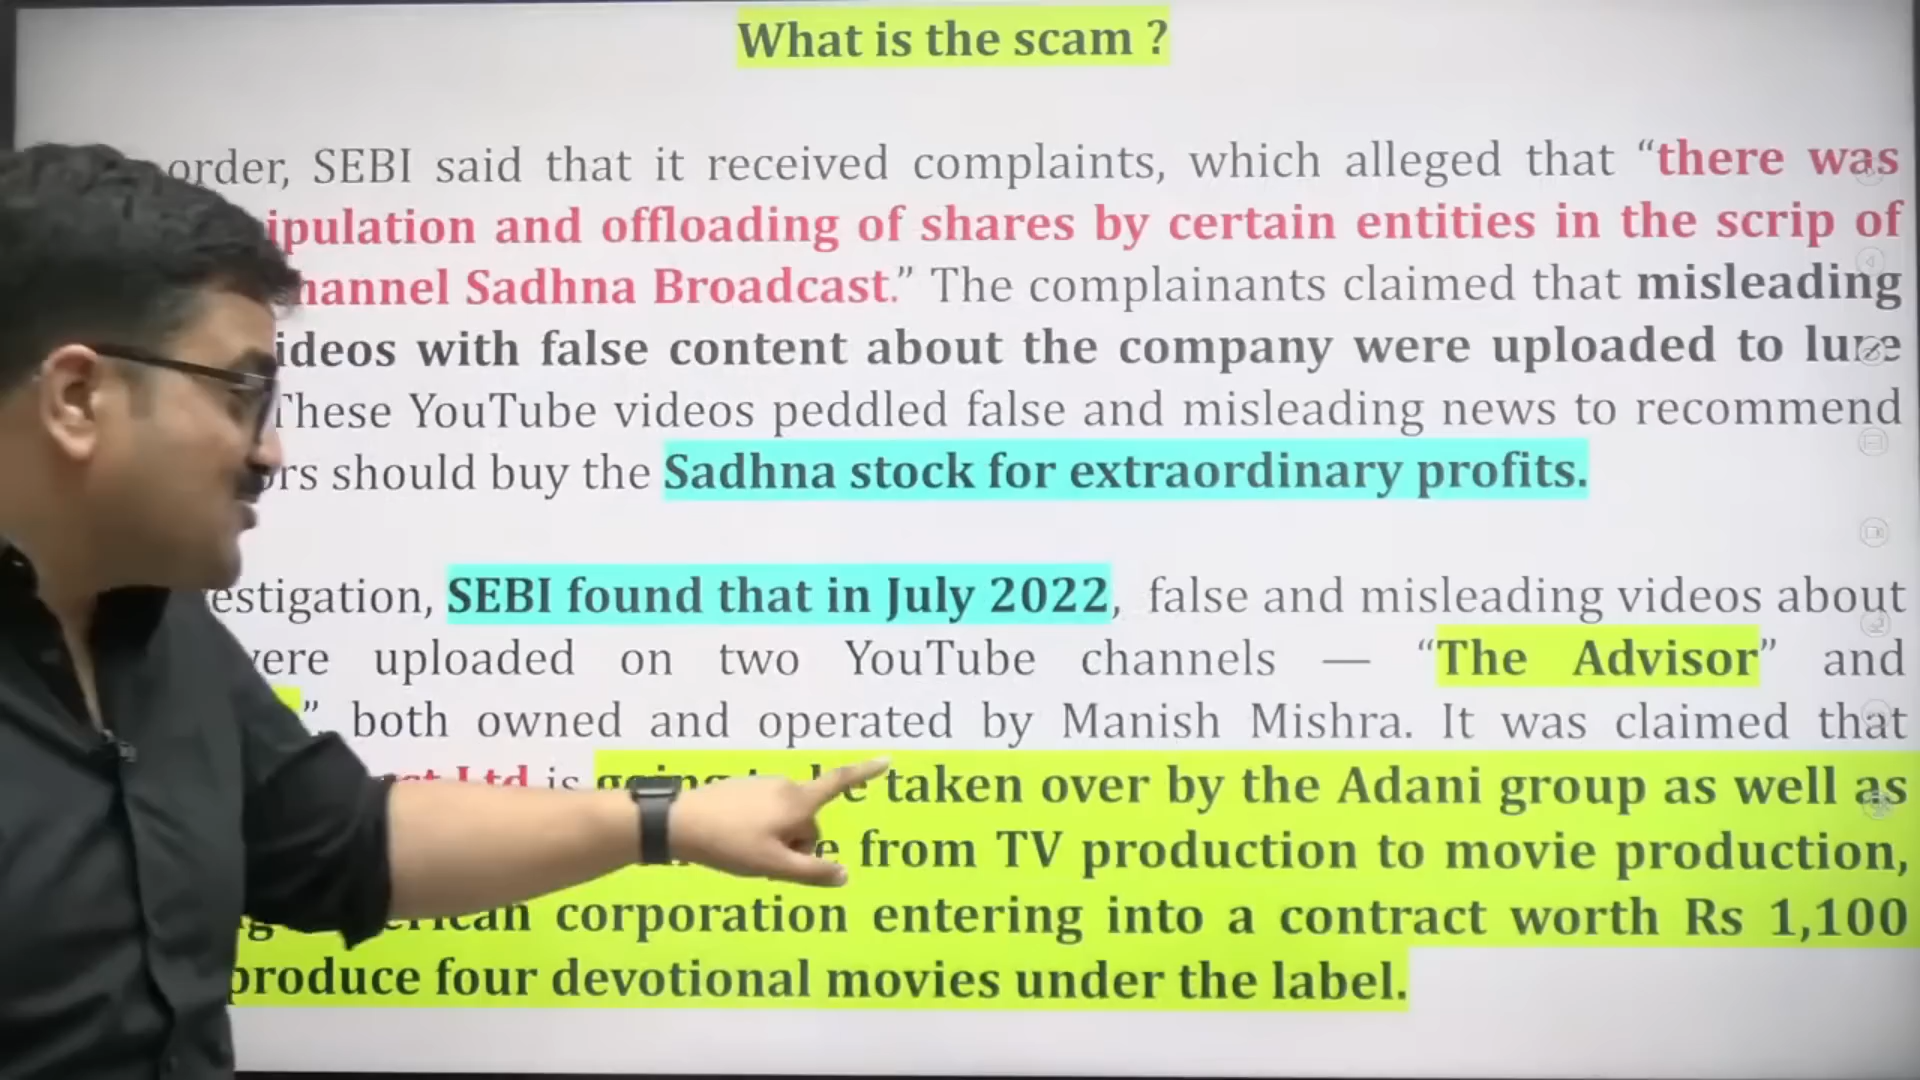 What is the scam ?
order, SEBI said that it received complaints, which alleged that “there was
ipulation and offloading of shares by certain entities in the scrip of
hannel Sadhna Broadcast.” The complainants claimed that misleading
ideos with false content about the company were uploaded to lure
These YouTube videos peddled false and misleading news to recommend
rs should buy the Sadhna stock for extraordinary profits.
estigation, SEBI found that in July 2022, false and misleading videos about
were uploaded on two YouTube channels — “The Advisor” and
”, both owned and operated by Manish Mishra. It was claimed that
Ltd is going to be taken over by the Adani group as well as
from TV production to movie production,
corporation entering into a contract worth Rs 1,100
produce four devotional movies under the label.